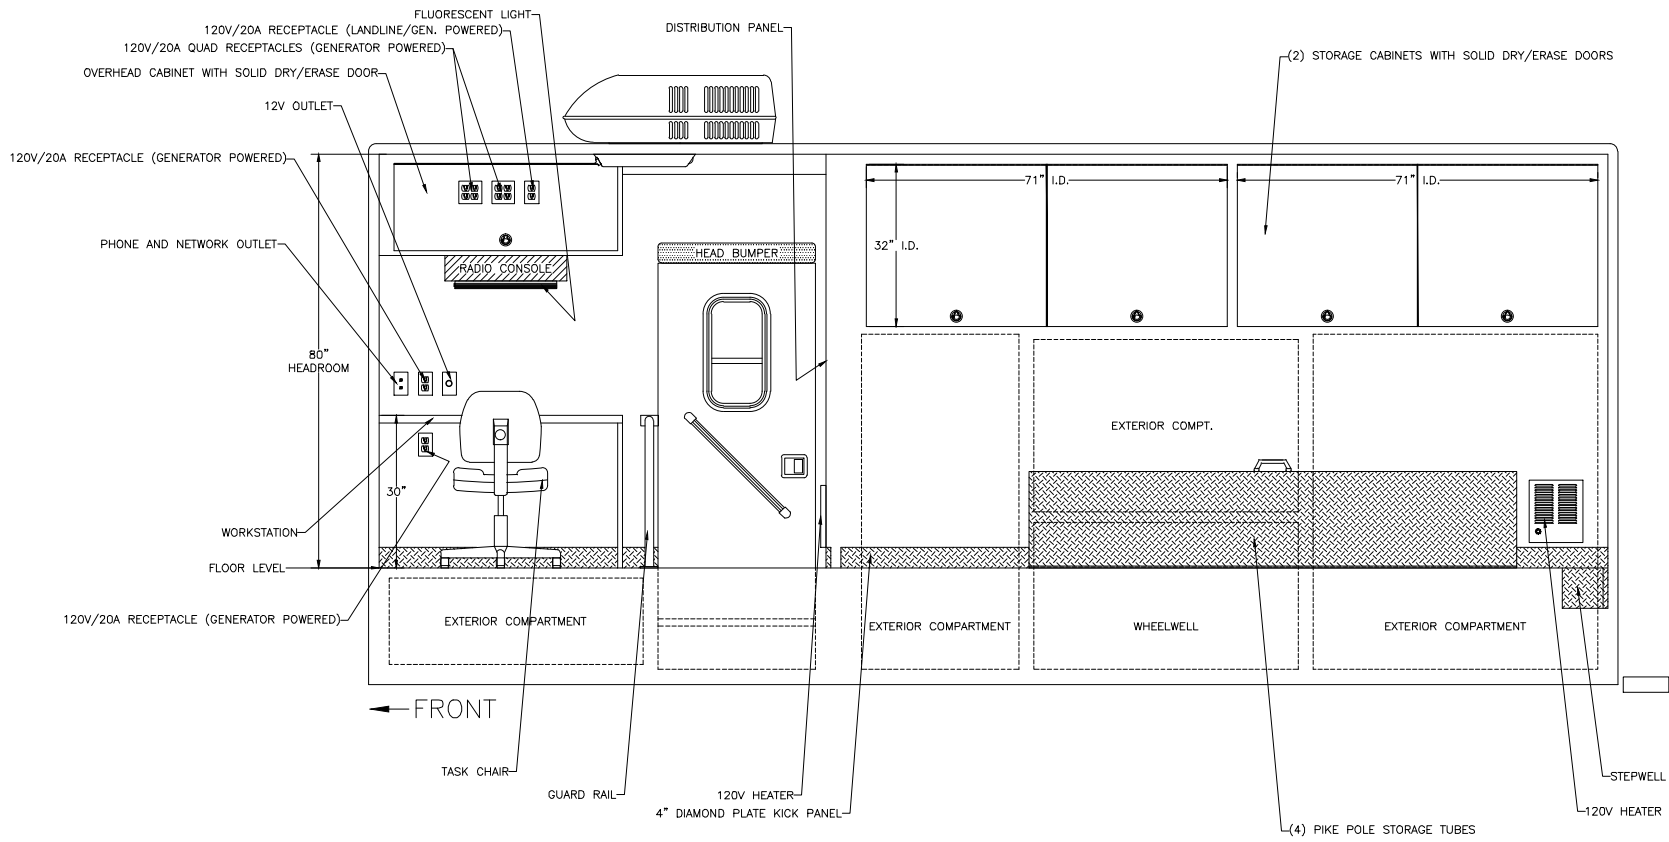 FLUORESCENT LIGHT
120V/20A RECEPTACLE (LANDLINE/GEN. POWERED)
DISTRIBUTION PANEL
120V/20A QUAD RECEPTACLES (GENERATOR POWERED)
(2) STORAGE CABINETS WITH SOLID DRY/ERASE DOORS
OVERHEAD CABINET WITH SOLID DRY/ERASE DOOR
12V OUTLET
120V/20A RECEPTACLE (GENERATOR POWERED)
71" I.D.
71" I.D.
PHONE AND NETWORK OUTLET
32" I.D.
HEAD BUMPER
RADIO CONSOLE
80"
HEADROOM
EXTERIOR COMPT.
30"
WORKSTATION
FLOOR LEVEL
120V/20A RECEPTACLE (GENERATOR POWERED)
EXTERIOR COMPARTMENT
EXTERIOR COMPARTMENT
WHEELWELL
EXTERIOR COMPARTMENT
FRONT
TASK CHAIR
STEPWELL
GUARD RAIL
120V HEATER
4" DIAMOND PLATE KICK PANEL
120V HEATER
(4) PIKE POLE STORAGE TUBES